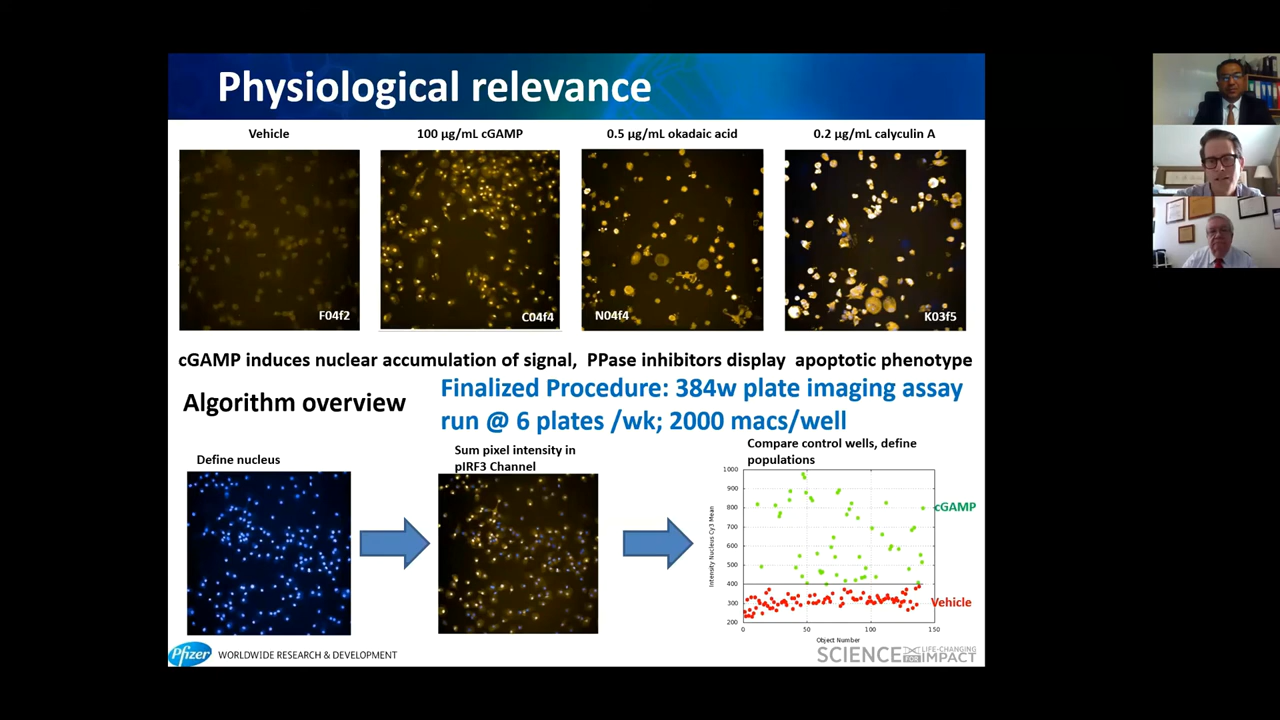 Physiological relevance
Vehicle
100 µg/mL cGAMP
0.5 µg/mL okadaic acid
0.2 µg/mL calyculin A
F04f2
C04f4
N04f4
K03f5
cGAMP induces nuclear accumulation of signal, PPase inhibitors display apoptotic phenotype
Algorithm overview
Finalized Procedure: 384w plate imaging assay
run @ 6 plates /wk; 2000 macs/well
Define nucleus
Sum pixel intensity in
pIRF3 Channel
Compare control wells, define
populations
Intensity Nucleus Cy3 Mean
1000
900
800
700
600
500
400
300
200
0
50
100
150
Object Number
cGAMP
Vehicle
Pfizer
WORLDWIDE RESEARCH & DEVELOPMENT
SCIENCE FOR LIFE-CHANGING
IMPACT